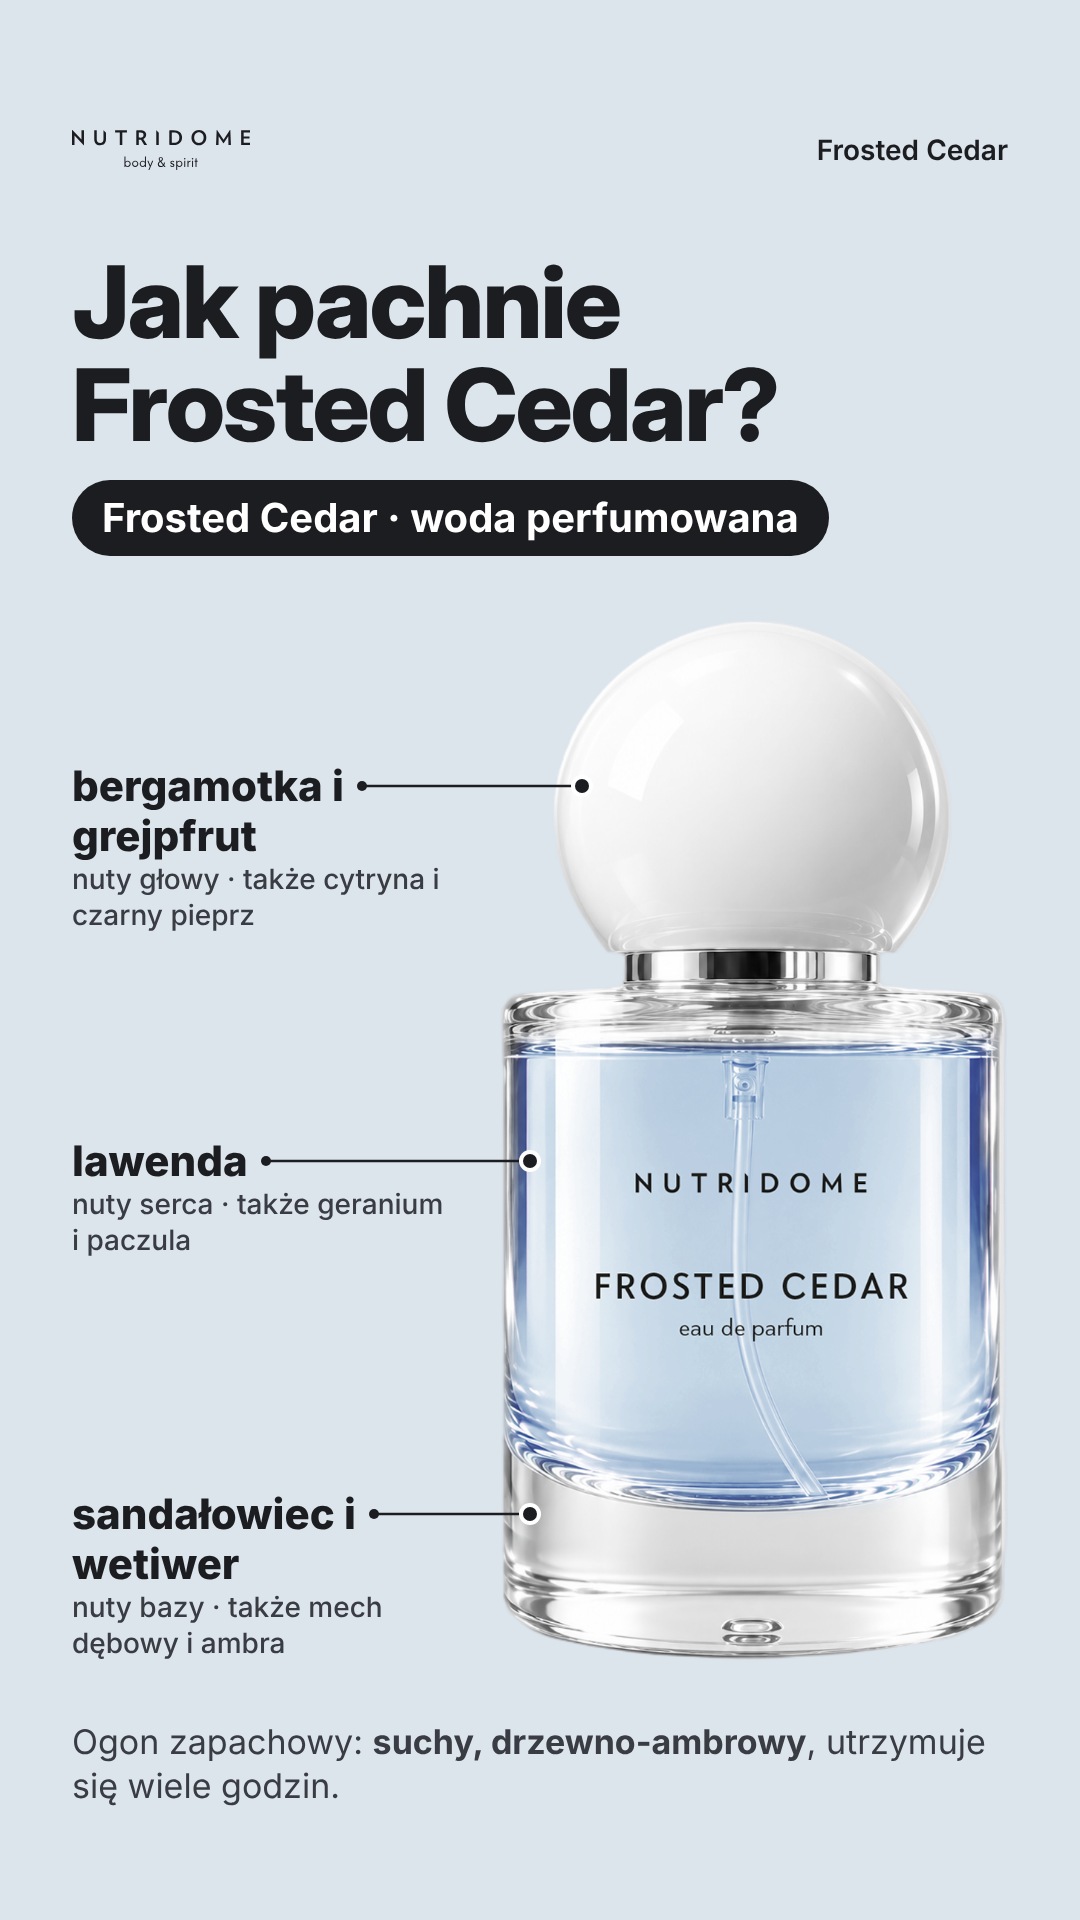 NUTRIDOME
body & spirit
Frosted Cedar
Jak pachnie
Frosted Cedar?
Frosted Cedar · woda perfumowana
bergamotka i
grejpfrut
nuty głowy · także cytryna i
czarny pieprz
lawenda
nuty serca · także geranium
i paczula
NUTRIDOME
FROSTED CEDAR
eau de parfum
sandałowiec i
wetiwer
nuty bazy · także mech
dębowy i ambra
Ogon zapachowy: suchy, drzewno-ambrowy, utrzymuje
się wiele godzin.